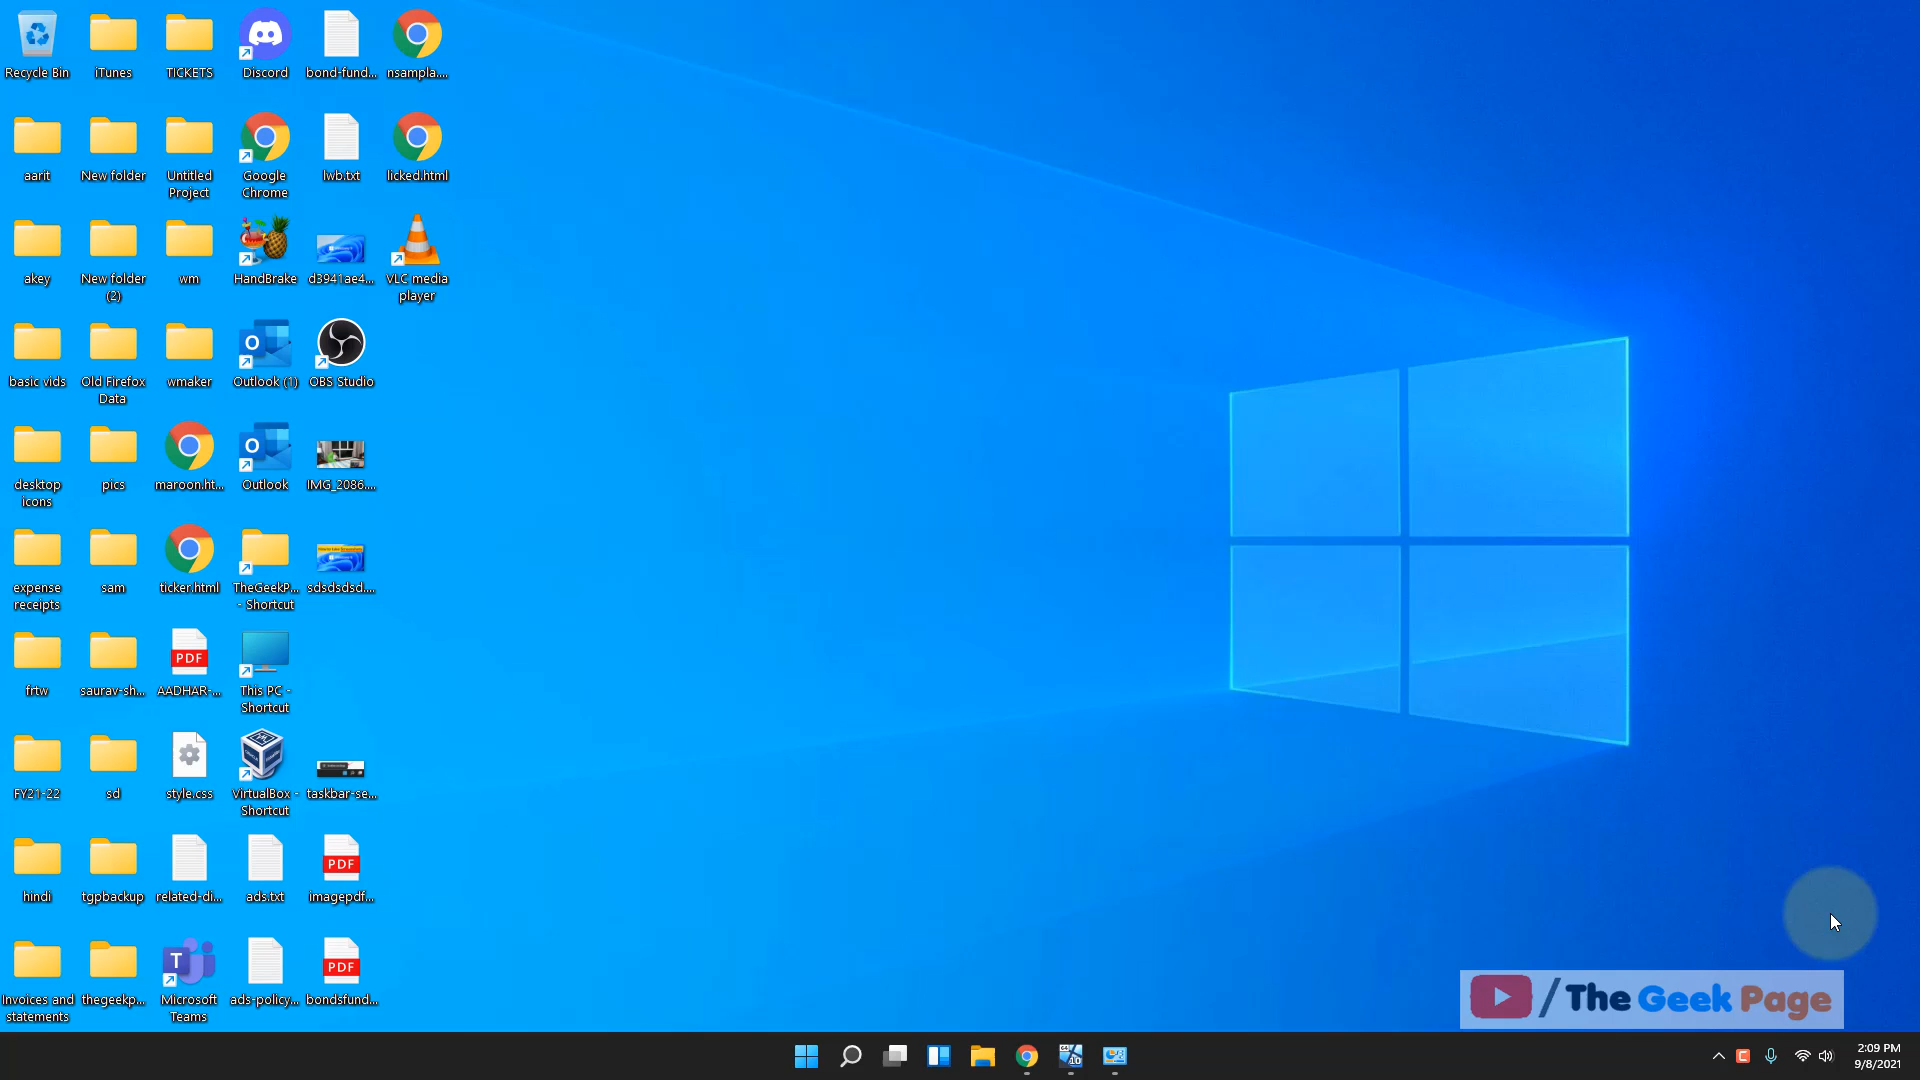 Recycle Bin
iTunes
TICKETS
Discord
bond-fund...
nsampla....
aarit
New folder
Untitled
Project
Google
Chrome
lwb.txt
licked.html
akey
New folder
(2)
wm
HandBrake
d3941ae4...
VLC media
player
basic vids
Old Firefox
Data
wmaker
Outlook (1)
OBS Studio
desktop
icons
pics
maroon.ht...
Outlook
IMG_2086....
expense
receipts
sam
ticker.html
TheGeekP...
- Shortcut
sdsdsdsd....
frtw
saurav-sh...
PDF
AADHAR-...
This PC -
Shortcut
FY21-22
sd
style.css
VirtualBox -
Shortcut
taskbar-se...
hindi
tgpbackup
related-di...
ads.txt
PDF
imagepdf...
Invoices and
statements
thegeekp...
T
Microsoft
Teams
ads-policy...
PDF
bondsfund...
/The Geek Page
2:09 PM
9/8/2021